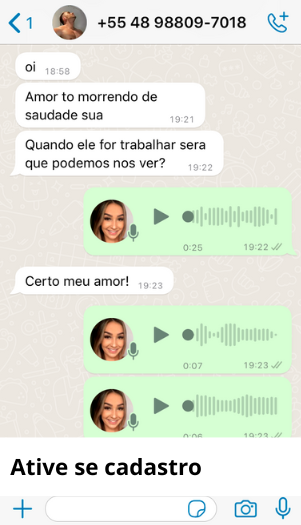 1
+55 48 98809-7018
oi 18:58
Amor to morrendo de
saudade sua 19:21
Quando ele for trabalhar sera
que podemos nos ver? 19:22
0:25 19:22
Certo meu amor! 19:23
0:07 19:23
0:06 19:23
Ative se cadastro